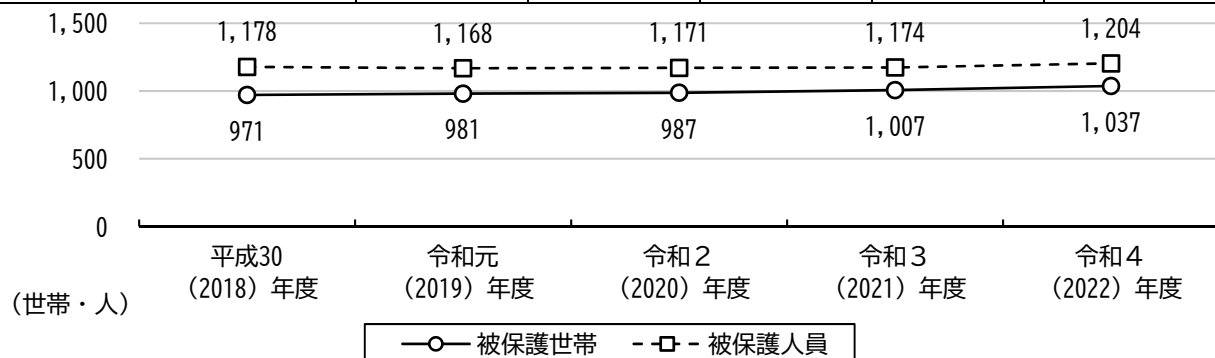 1,500
1,178
1,168
1,171
1,174
1,204
1,000
971
981
987
1,007
1,037
500
0
平成30
（2018）年度
令和元
（2019）年度
令和２
（2020）年度
令和３
（2021）年度
令和４
（2022）年度
（世帯・人）
被保護世帯
被保護人員